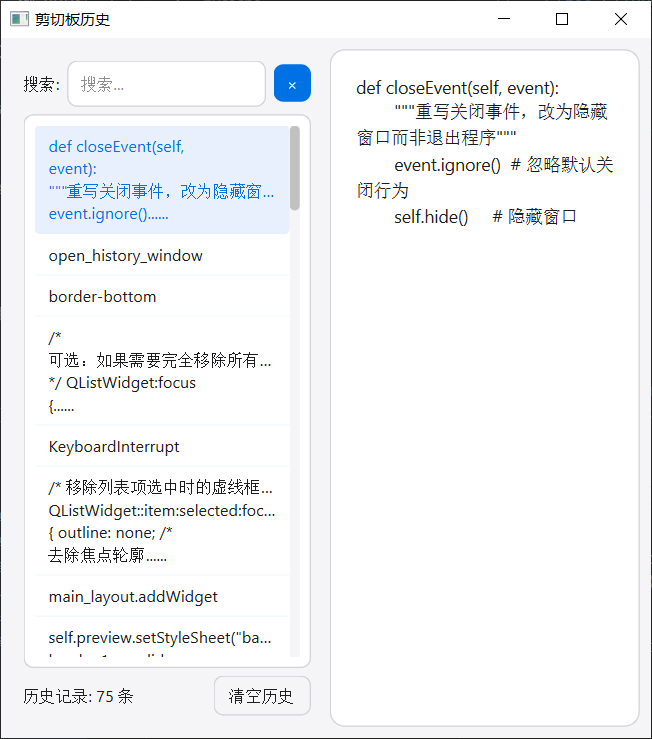 剪切板历史
搜索: 搜索... ×
def closeEvent(self,
event):
"""重写关闭事件，改为隐藏窗...
event.ignore()......
open_history_window
border-bottom
/*
可选：如果需要完全移除所有...
*/ QListWidget:focus
{......
KeyboardInterrupt
/* 移除列表项选中时的虚线框...
QListWidget::item:selected:foc...
{ outline: none; /*
去除焦点轮廓......
main_layout.addWidget
self.preview.setStyleSheet("ba...
历史记录: 75 条
清空历史
def closeEvent(self, event):
"""重写关闭事件，改为隐藏
窗口而非退出程序"""
event.ignore()  # 忽略默认关
闭行为
self.hide()     # 隐藏窗口